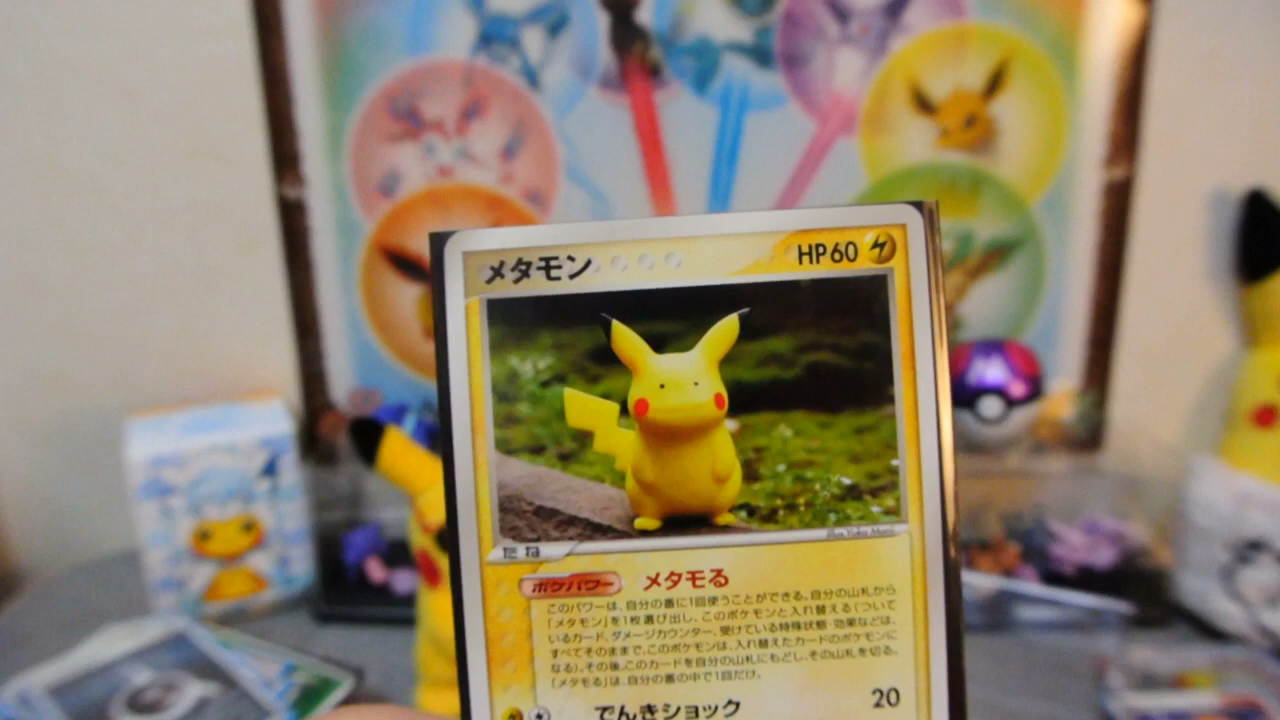 メタモン
HP60
たね
Illus. Yuka Morii
ポケパワー メタモる
このパワーは、自分の番に1回使うことができる。自分の山札から
「メタモン」を1枚選び出し、このポケモンと入れ替える(ついて
いるカード、ダメージカウンター、受けている特殊状態・効果などは、
すべてそのままで、このポケモンは、入れ替えたカードのポケモンに
なる)。その後、このカードを自分の山札にもどし、その山札を切る。
「メタモる」は、自分の番の中で1回だけ。
でんきショック 20